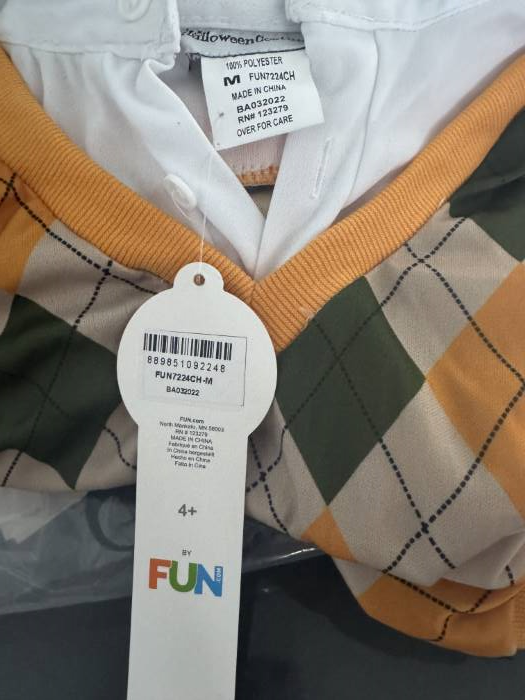 100% POLYESTER
M FUN7224CH
MADE IN CHINA
BA032022
RN# 123279
OVER FOR CARE
889851092248
FUN7224CH-M
BA032022
FUN.com
North Mankato, MN 56003
RN # 123279
MADE IN CHINA
Fabriqué en Chine
In China hergestellt
Hecho en China
Fatto in Cina
4+
BY
FUN.com